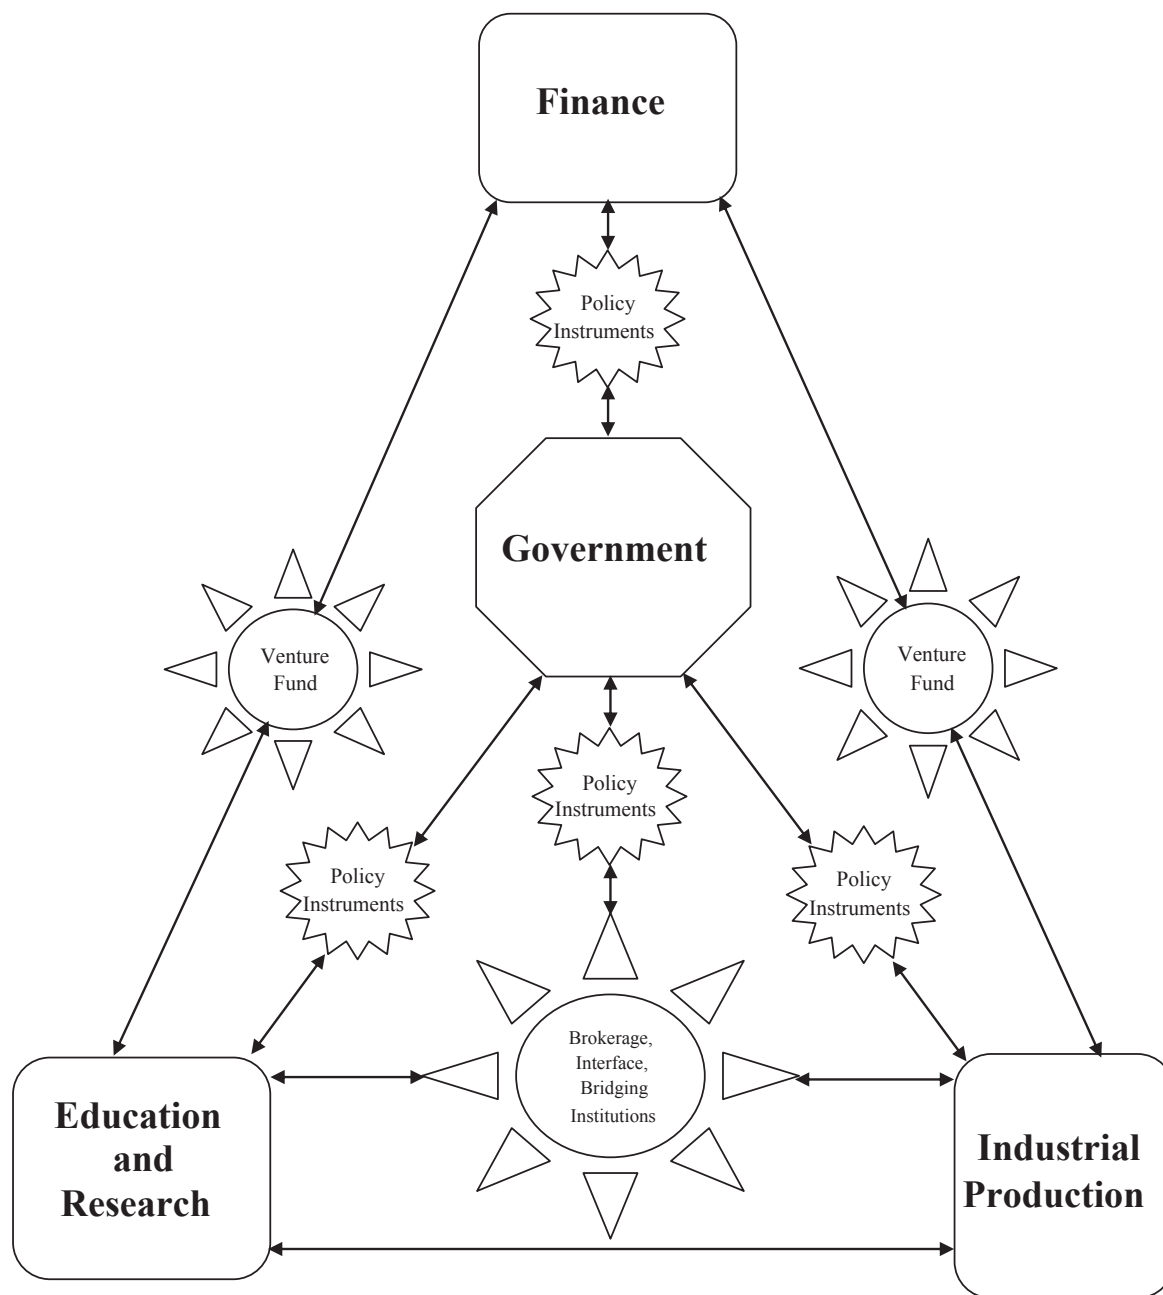 Finance
Policy
Instruments
Government
Venture
Fund
Venture
Fund
Policy
Instruments
Policy
Instruments
Policy
Instruments
Brokerage,
Interface,
Bridging
Institutions
Education
and
Research
Industrial
Production